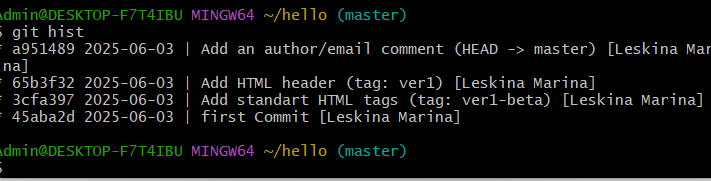 Admin@DESKTOP-F7T4IBU MINGW64 ~/hello (master)
$ git hist
* a951489 2025-06-03 | Add an author/email comment (HEAD -> master) [Leskina Mar
ina]
* 65b3f32 2025-06-03 | Add HTML header (tag: ver1) [Leskina Marina]
* 3cfa397 2025-06-03 | Add standart HTML tags (tag: ver1-beta) [Leskina Marina]
* 45aba2d 2025-06-03 | first Commit [Leskina Marina]
Admin@DESKTOP-F7T4IBU MINGW64 ~/hello (master)
$